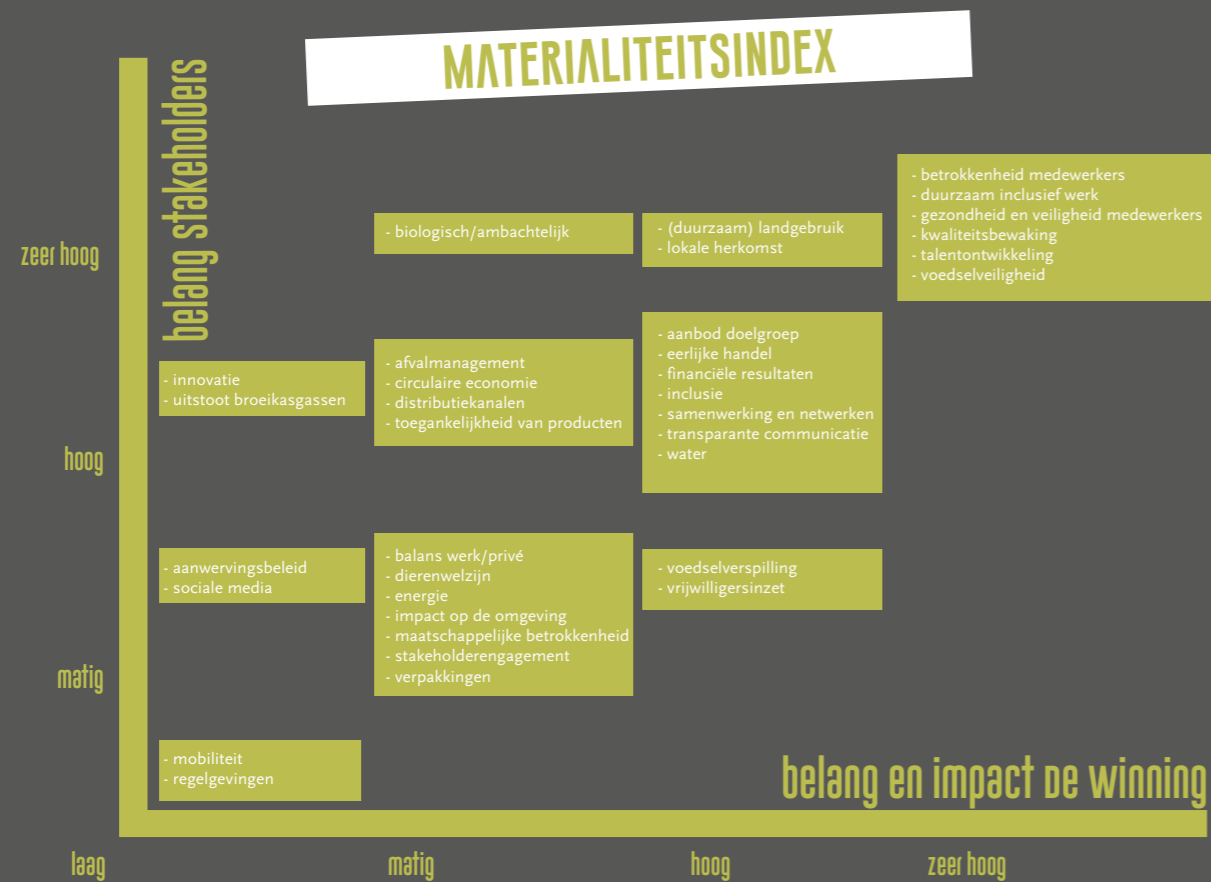 MATERIALITEITSINDEX
belang stakeholders
zeer hoog
- biologisch/ambachtelijk
- (duurzaam) landgebruik
- lokale herkomst
- betrokkenheid medewerkers
- duurzaam inclusief werk
- gezondheid en veiligheid medewerkers
- kwaliteitsbewaking
- talentontwikkeling
- voedselveiligheid
hoog
- innovatie
- uitstoot broeikasgassen
- afvalmanagement
- circulaire economie
- distributiekanalen
- toegankelijkheid van producten
- aanbod doelgroep
- eerlijke handel
- financiële resultaten
- inclusie
- samenwerking en netwerken
- transparante communicatie
- water
matig
- aanwervingsbeleid
- sociale media
- balans werk/privé
- dierenwelzijn
- energie
- impact op de omgeving
- maatschappelijke betrokkenheid
- stakeholderengagement
- verpakkingen
- voedselverspilling
- vrijwilligersinzet
- mobiliteit
- regelgevingen
belang en impact De winning
laag
matig
hoog
zeer hoog